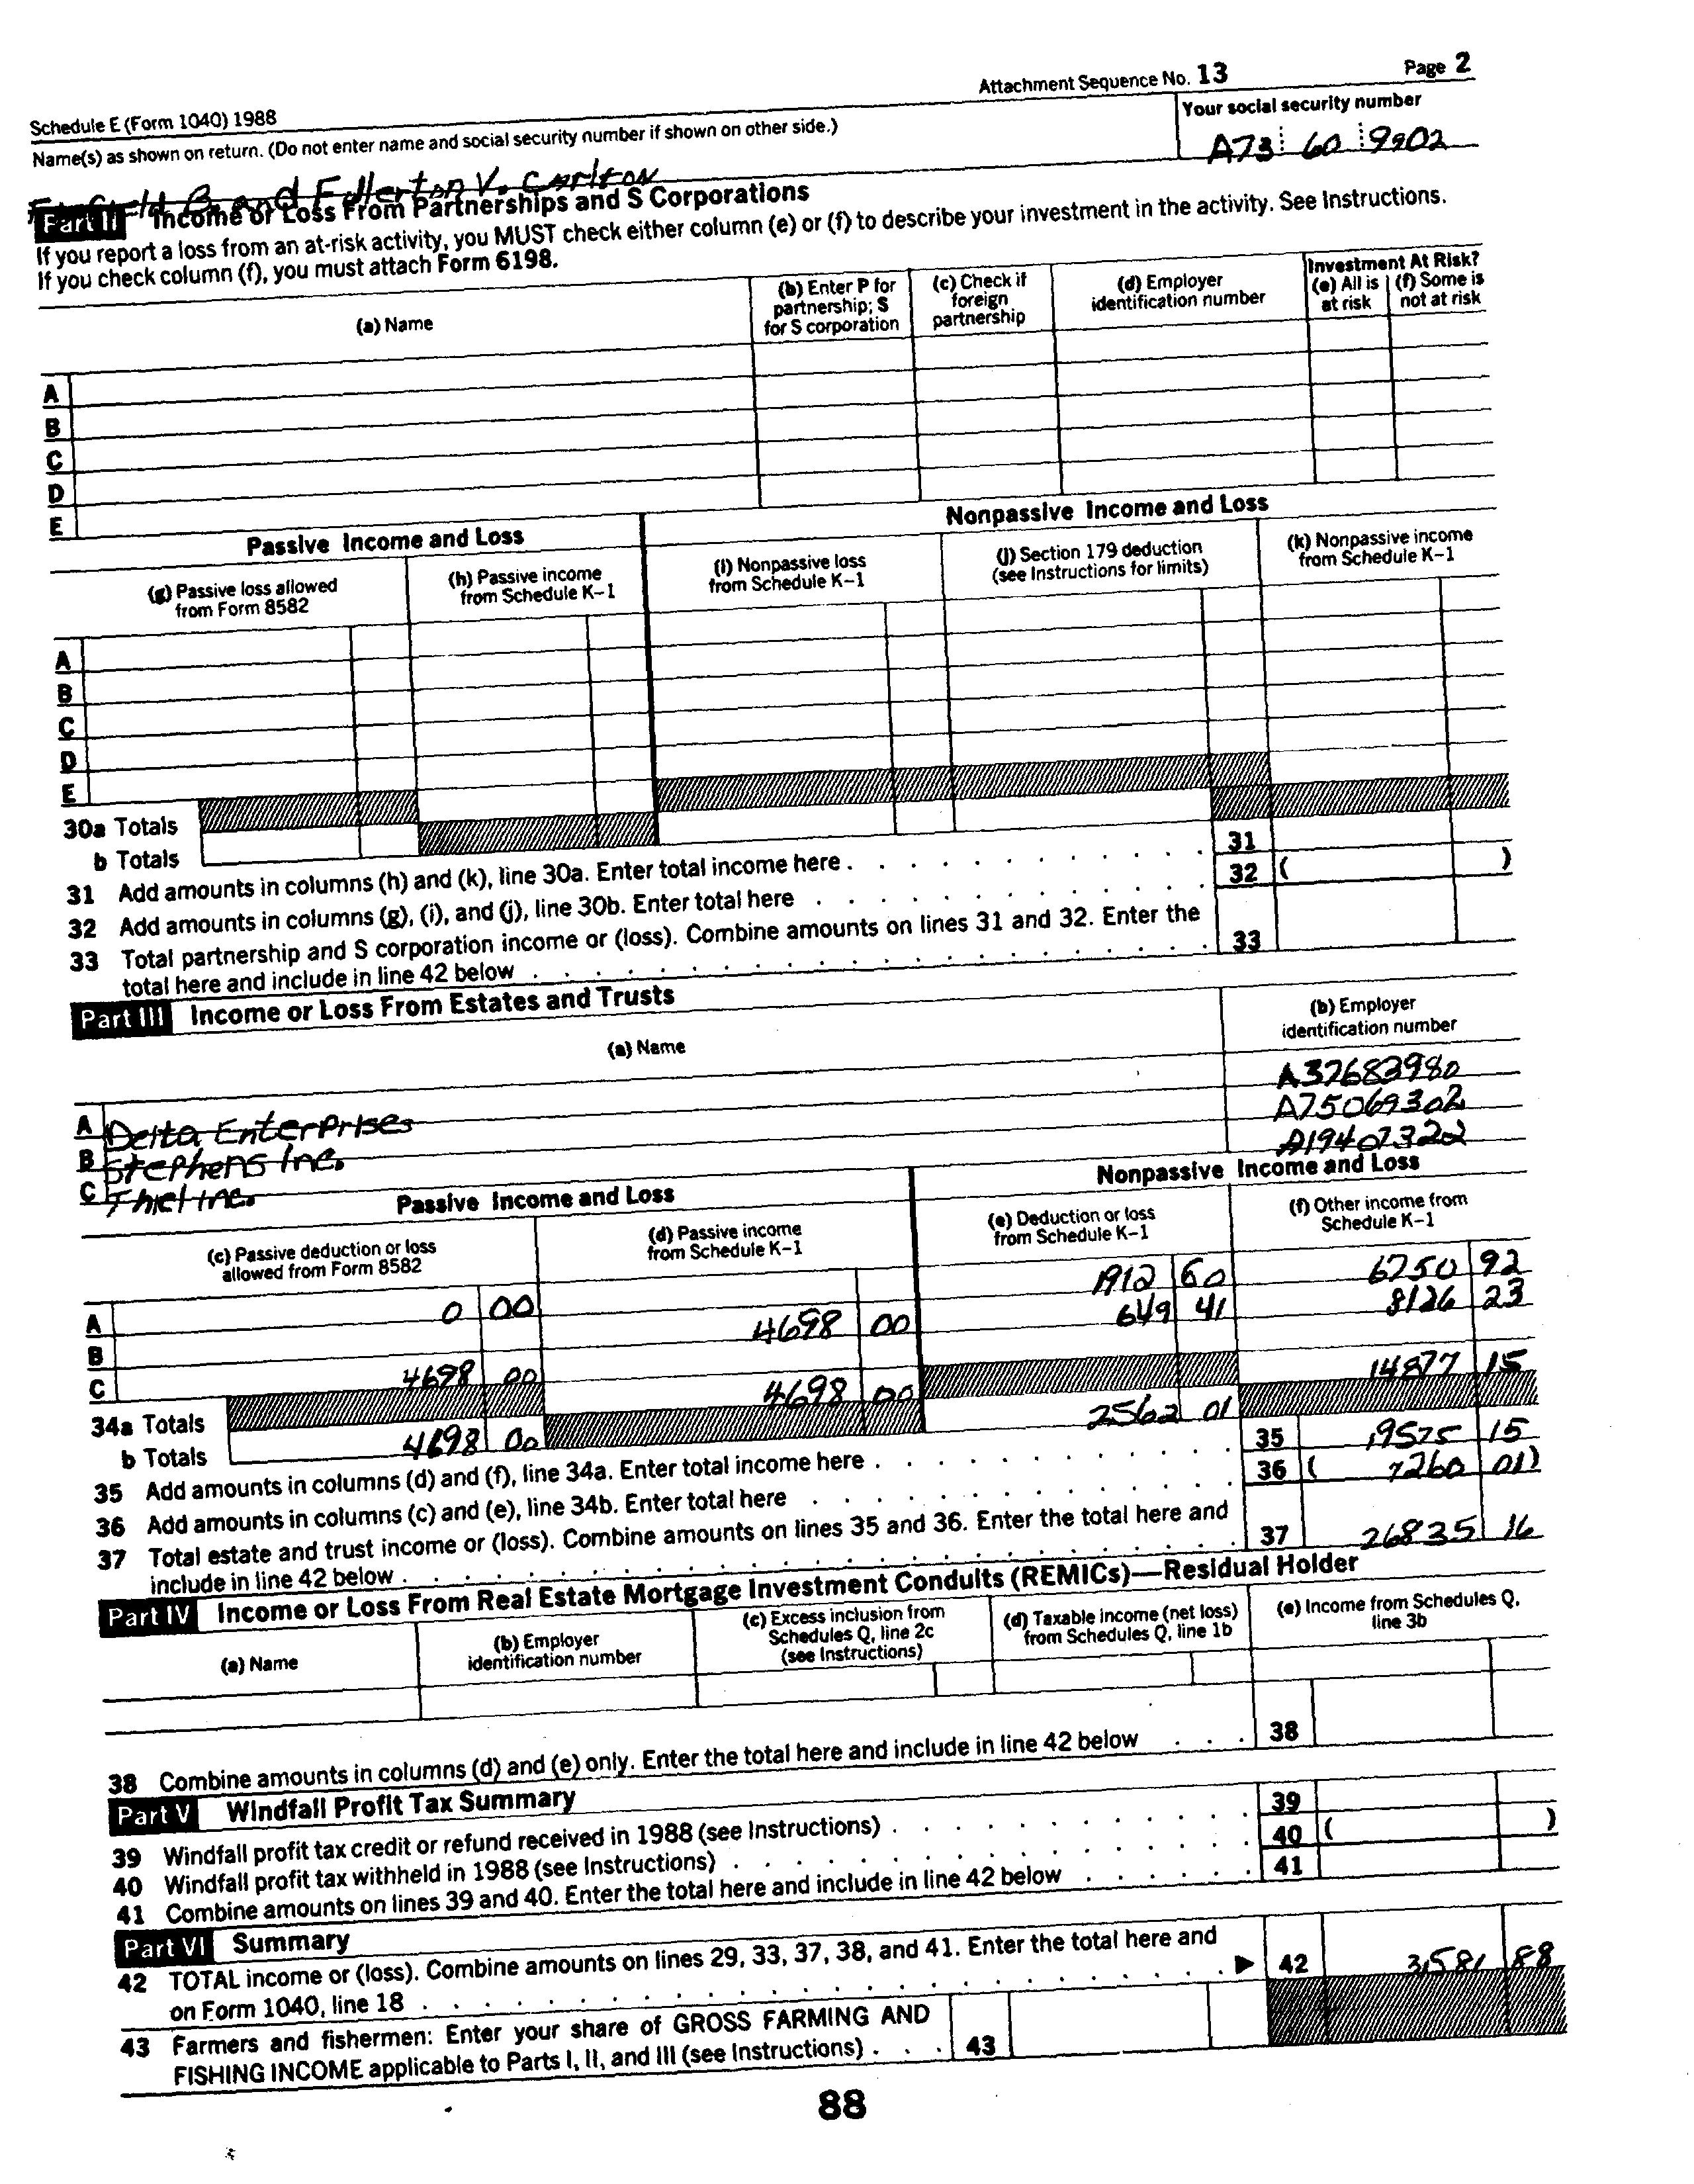 Attachment Sequence No. 13 Page 2
Schedule E (Form 1040) 1988
Name(s) as shown on return. (Do not enter name and social security number if shown on other side.)
Your social security number
A73 60 9902
B. and Fullerton V. Carlton
Part II Income or Loss From Partnerships and S Corporations
If you report a loss from an at-risk activity, you MUST check either column (e) or (f) to describe your investment in the activity. See Instructions.
If you check column (f), you must attach Form 6198.
(a) Name
(b) Enter P for
partnership; S
for S corporation
(c) Check if
foreign
partnership
(d) Employer
identification number
Investment At Risk?
(e) All is
at risk
(f) Some is
not at risk
A
B
C
D
E
Passive Income and Loss
Nonpassive Income and Loss
(g) Passive loss allowed
from Form 8582
(h) Passive income
from Schedule K–1
(i) Nonpassive loss
from Schedule K–1
(j) Section 179 deduction
(see Instructions for limits)
(k) Nonpassive income
from Schedule K–1
A
B
C
D
E
30a Totals
b Totals
31 Add amounts in columns (h) and (k), line 30a. Enter total income here . . . . . . . . . . . 31
32 Add amounts in columns (g), (i), and (j), line 30b. Enter total here . . . . . . . . . . . 32 ( )
33 Total partnership and S corporation income or (loss). Combine amounts on lines 31 and 32. Enter the
total here and include in line 42 below . . . . . . . . . . . . . . . . . . . . 33
Part III Income or Loss From Estates and Trusts
(a) Name
(b) Employer
identification number
A Delta Enterprises A37683980
B Stephens Inc. A75069302
C Thiel Inc. A19407322
Passive Income and Loss
Nonpassive Income and Loss
(c) Passive deduction or loss
allowed from Form 8582
(d) Passive income
from Schedule K–1
(e) Deduction or loss
from Schedule K–1
(f) Other income from
Schedule K–1
A 0 00 1912 60 6750 92
B 4698 00 649 41 8126 23
C 4698 00
34a Totals 4698 00 14877 15
b Totals 4698 00 2562 01
35 Add amounts in columns (d) and (f), line 34a. Enter total income here . . . . . . . . . . . 35 19575 15
36 Add amounts in columns (c) and (e), line 34b. Enter total here . . . . . . . . . . . 36 ( 7260 01)
37 Total estate and trust income or (loss). Combine amounts on lines 35 and 36. Enter the total here and
include in line 42 below . . . . . . . . . . . . . . . . . . . . . . . 37 26835 16
Part IV Income or Loss From Real Estate Mortgage Investment Conduits (REMICs)—Residual Holder
(a) Name
(b) Employer
identification number
(c) Excess inclusion from
Schedules Q, line 2c
(see Instructions)
(d) Taxable income (net loss)
from Schedules Q, line 1b
(e) Income from Schedules Q,
line 3b
38 Combine amounts in columns (d) and (e) only. Enter the total here and include in line 42 below . . . 38
Part V Windfall Profit Tax Summary
39 Windfall profit tax credit or refund received in 1988 (see Instructions) . . . . . . . . . . . 39
40 Windfall profit tax withheld in 1988 (see Instructions) . . . . . . . . . . . . . . . 40 ( )
41 Combine amounts on lines 39 and 40. Enter the total here and include in line 42 below . . . . . . 41
Part VI Summary
42 TOTAL income or (loss). Combine amounts on lines 29, 33, 37, 38, and 41. Enter the total here and
on Form 1040, line 18 . . . . . . . . . . . . . . . . . . . . . . . ▶ 42 31581 88
43 Farmers and fishermen: Enter your share of GROSS FARMING AND
FISHING INCOME applicable to Parts I, II, and III (see Instructions) . . . 43
88